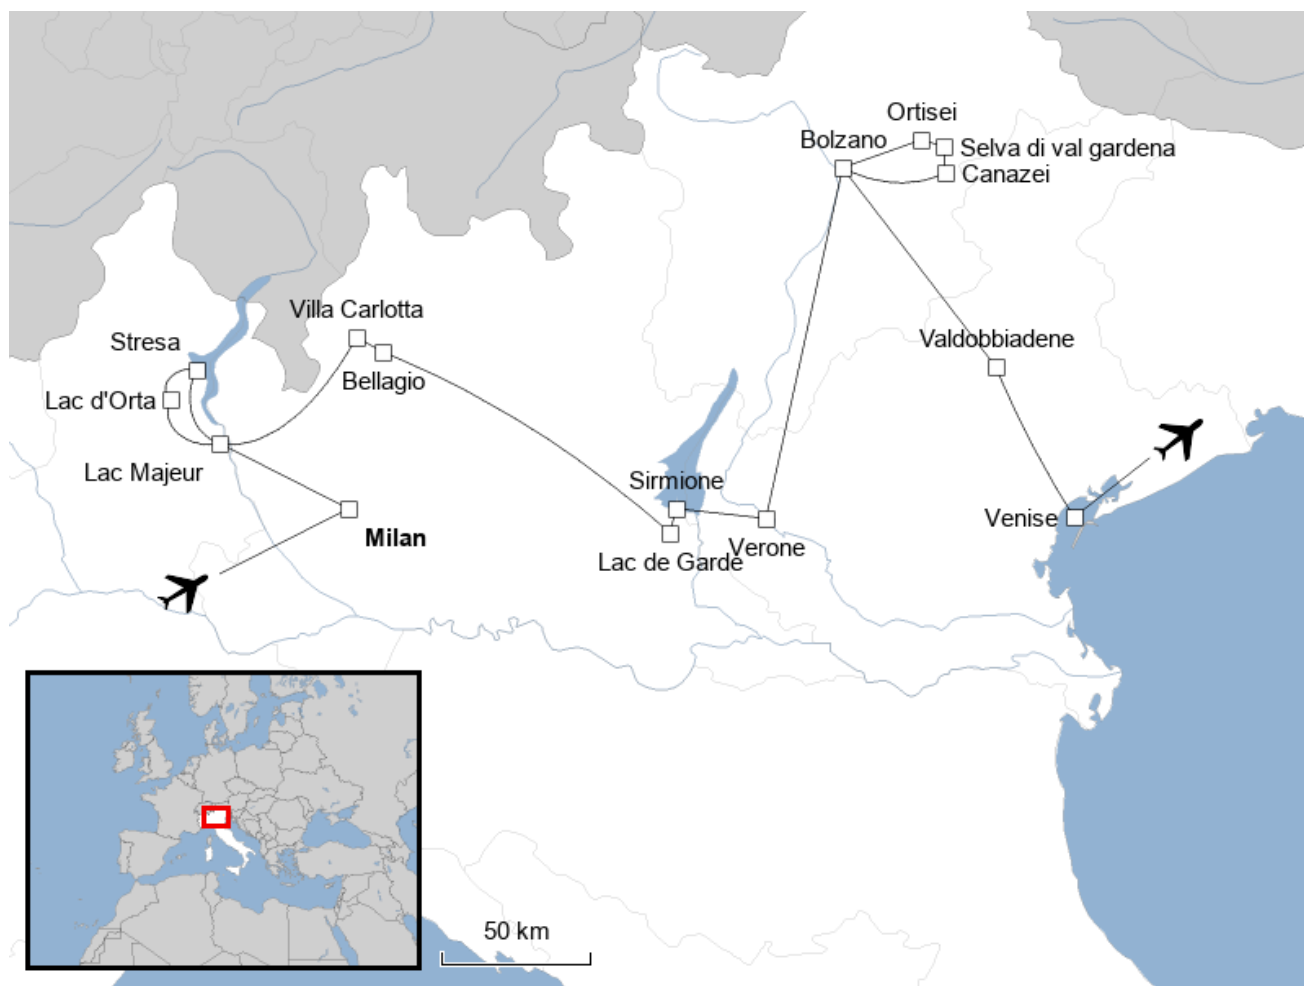 Ortisei
Bolzano
Selva di val gardena
Canazei
Villa Carlotta
Stresa
Valdobbiadene
Bellagio
Lac d'Orta
Lac Majeur
Sirmione
Milan
Venise
Verone
Lac de Garde
50 km